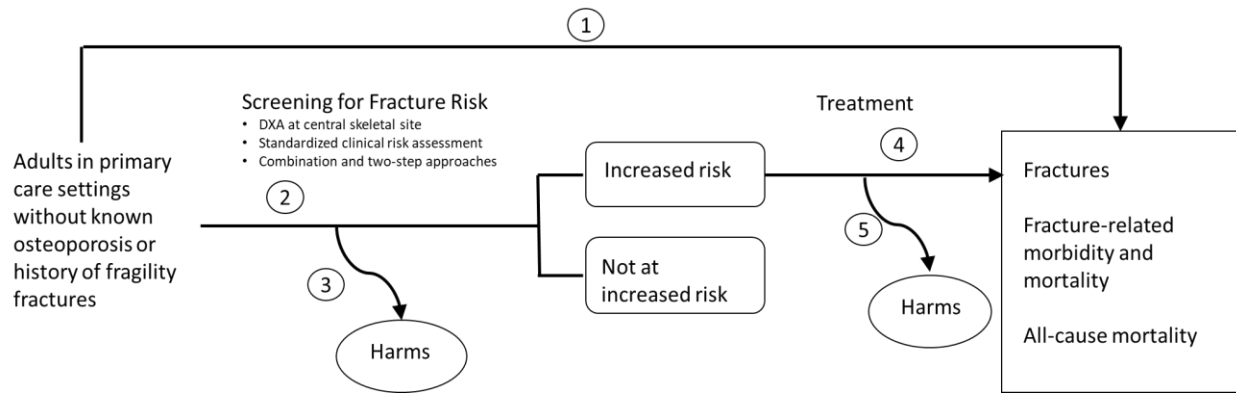 1
Screening for Fracture Risk
• DXA at central skeletal site
• Standardized clinical risk assessment
• Combination and two-step approaches
Treatment
Adults in primary
care settings
without known
osteoporosis or
history of fragility
fractures
2
3
Harms
Increased risk
Not at
increased risk
4
5
Harms
Fractures
Fracture-related
morbidity and
mortality
All-cause mortality